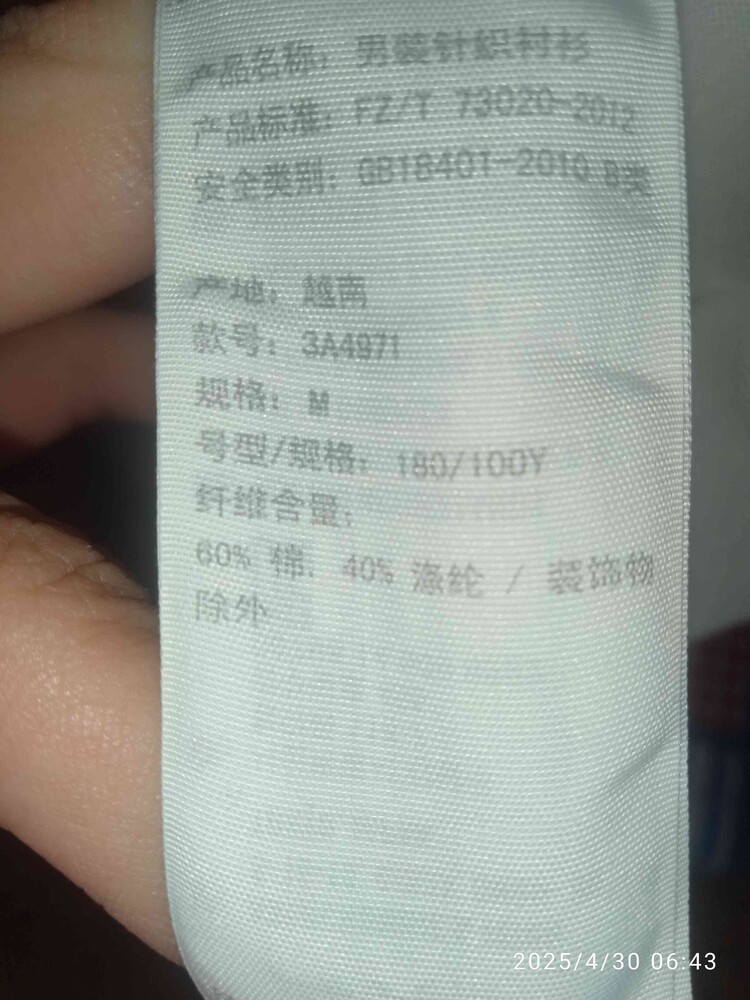 产品名称: 男装针织衬衫
产品标准: FZ/T 73020-2012
安全类别: GB18401-2010 B类
产地: 越南
款号: 3A4971
规格: M
号型/规格: 180/100Y
纤维含量:
60% 棉, 40% 涤纶 / 装饰物
除外
2025/4/30 06:43